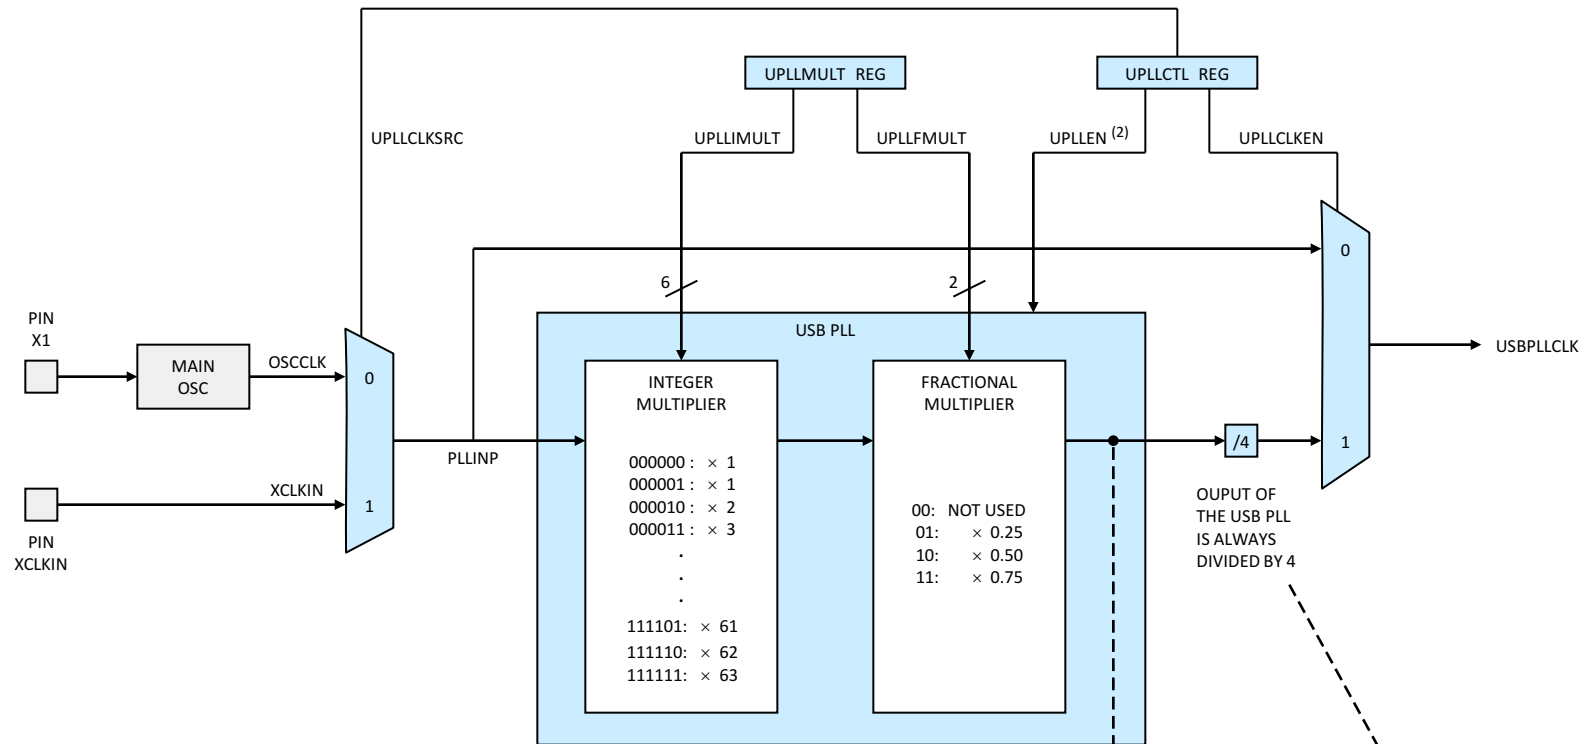 UPLLMULT REG
UPLLCTL REG
UPLLCLKSRC
UPLLIMULT
UPLLFMULT
UPLLEN (2)
UPLLCLKEN
0
6
2
PIN
X1
USB PLL
USBPLLCLK
MAIN
OSC
OSCCLK
0
INTEGER
MULTIPLIER
FRACTIONAL
MULTIPLIER
PLLINP
/4
1
000000 : × 1
000001 : × 1
000010 : × 2
000011 : × 3
.
.
.
111101: × 61
111110: × 62
111111: × 63
00: NOT USED
01: × 0.25
10: × 0.50
11: × 0.75
XCLKIN
1
PIN
XCLKIN
OUPUT OF
THE USB PLL
IS ALWAYS
DIVIDED BY 4